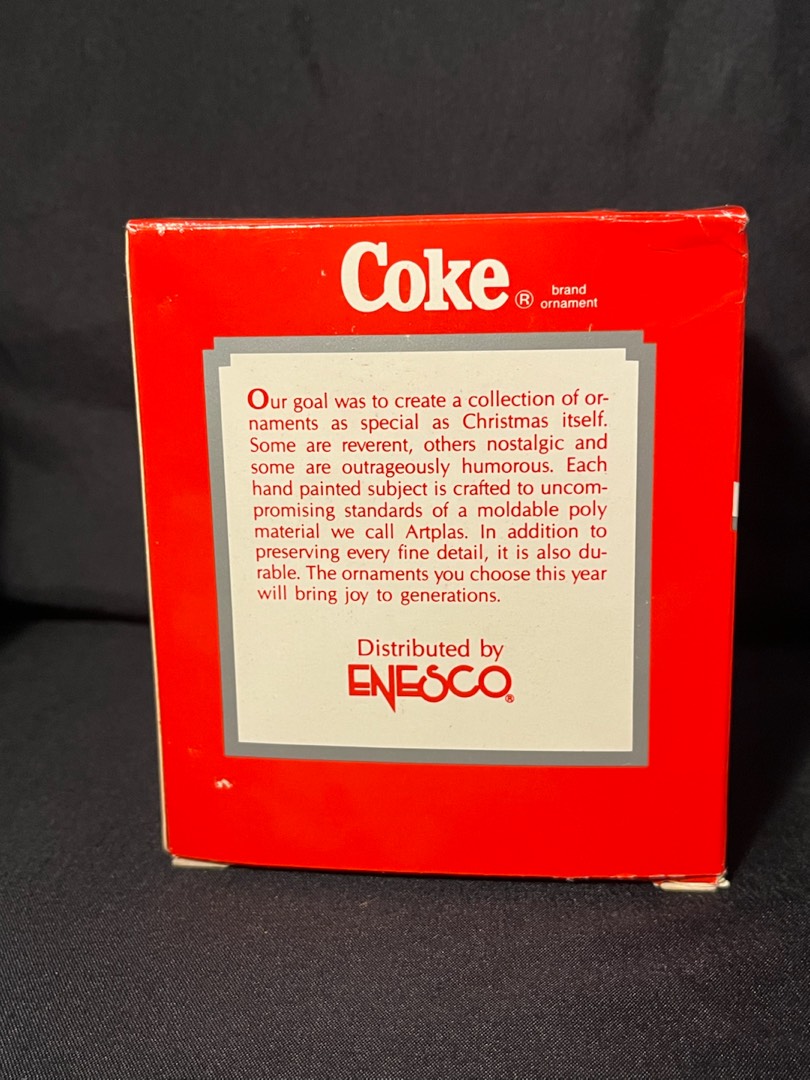 Coke ® brand
ornament
Our goal was to create a collection of or-
naments as special as Christmas itself.
Some are reverent, others nostalgic and
some are outrageously humorous. Each
hand painted subject is crafted to uncom-
promising standards of a moldable poly
material we call Artplas. In addition to
preserving every fine detail, it is also du-
rable. The ornaments you choose this year
will bring joy to generations.
Distributed by
ENESCO®